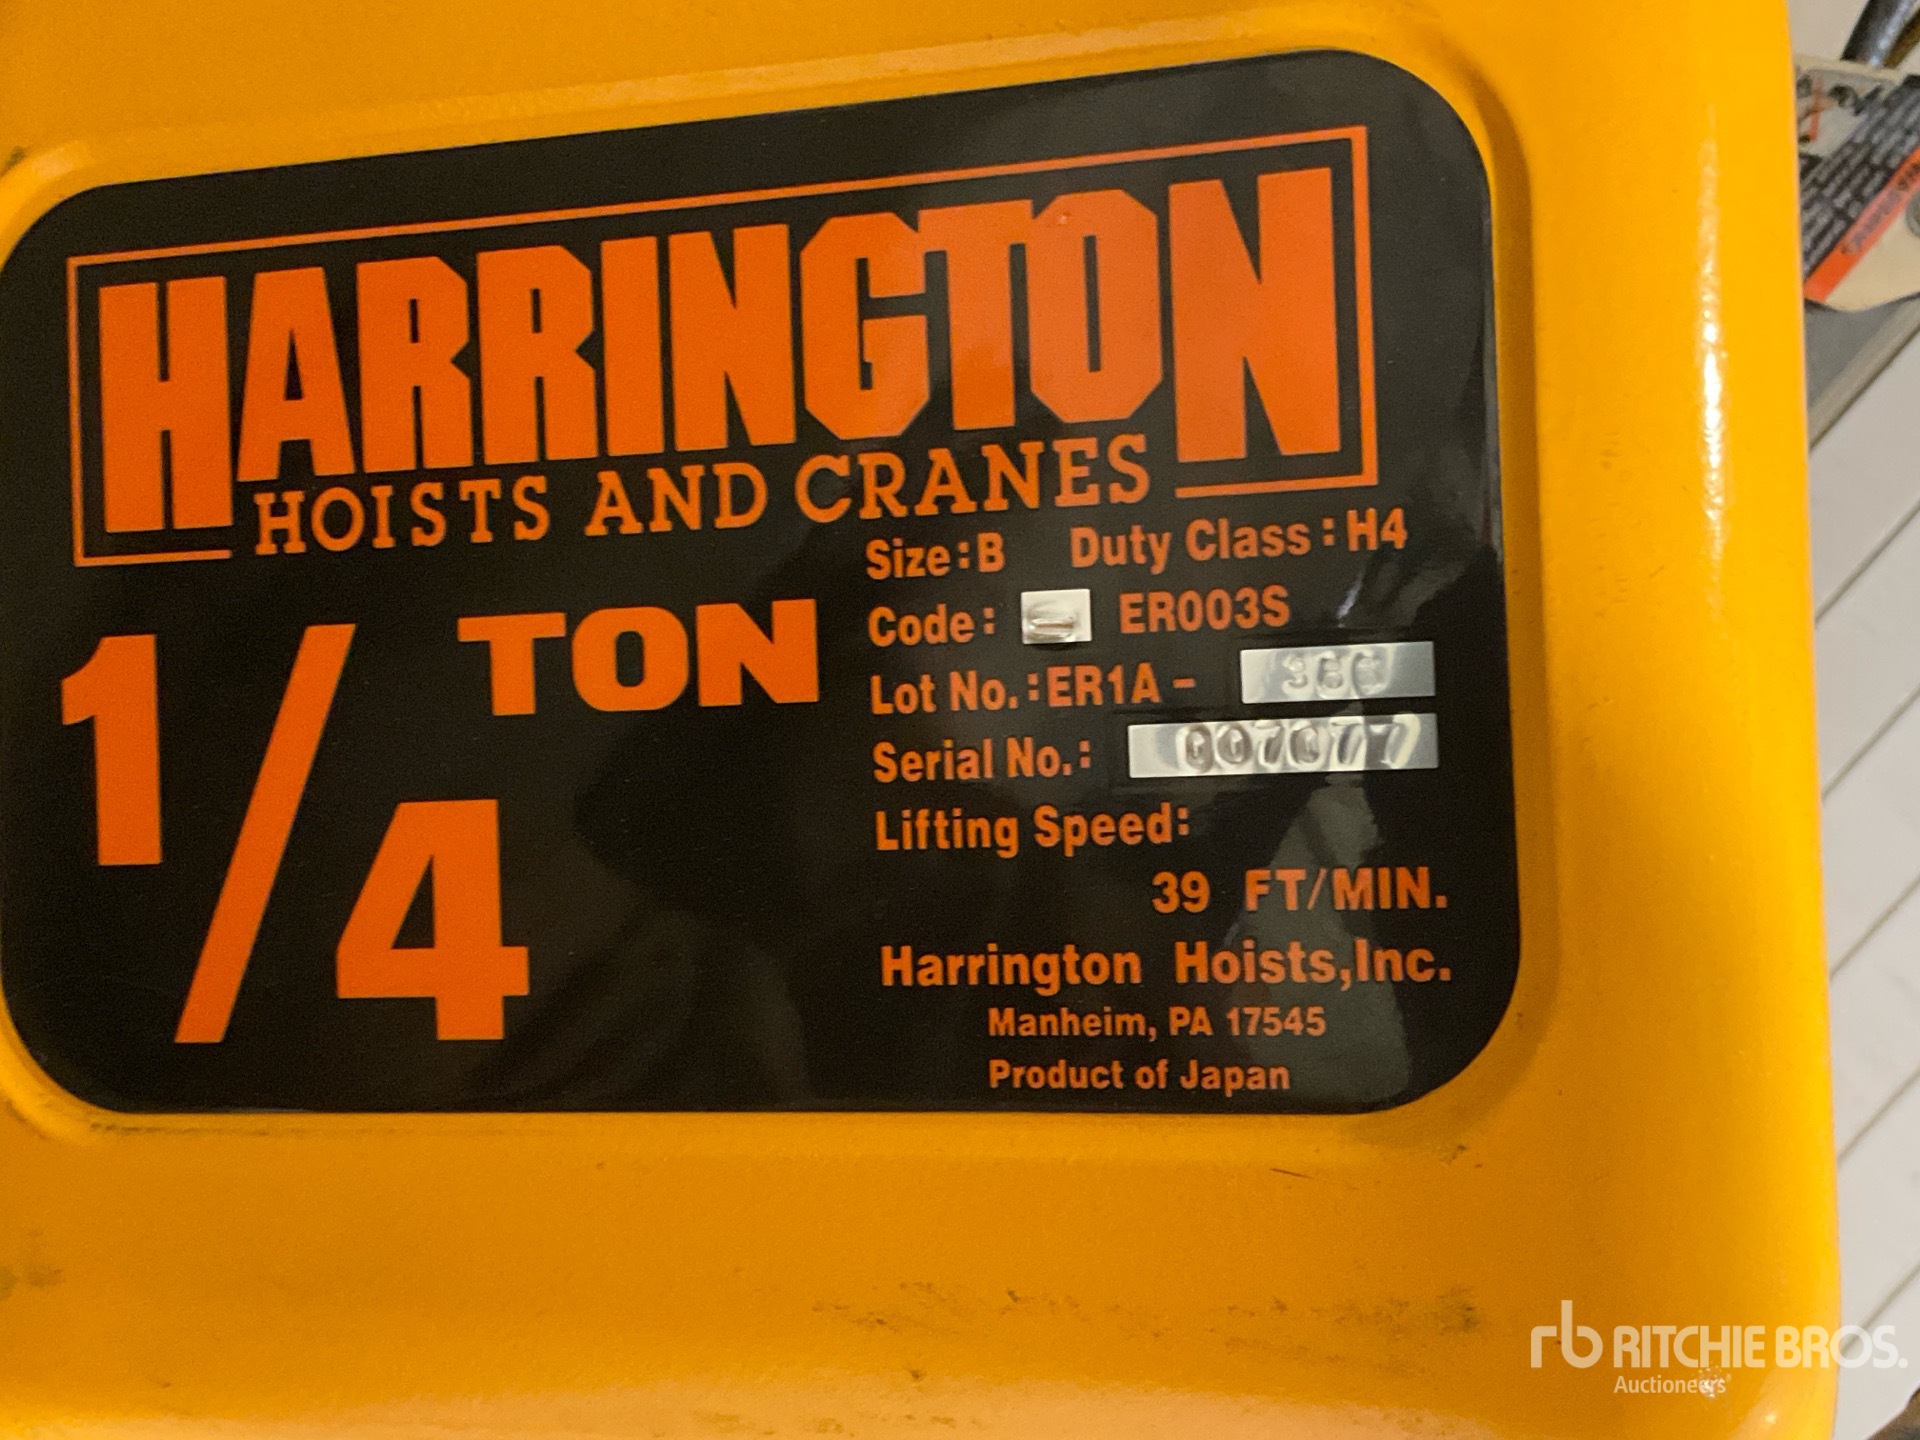 HARRINGTON
HOISTS AND CRANES
1/4 TON
Size:B Duty Class:H4
Code: ER003S
Lot No.:ER1A-
Serial No.:
Lifting Speed:
39 FT/MIN.
Harrington Hoists,Inc.
Manheim, PA 17545
Product of Japan
rb RITCHIE BROS.
Auctioneers